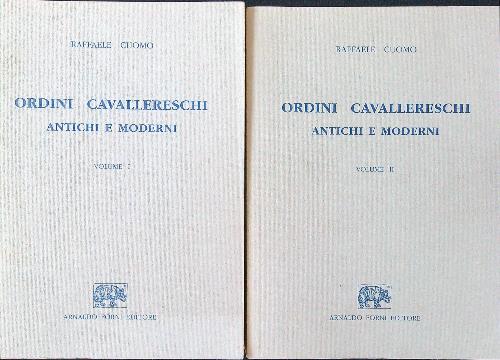 RAFFAELE CUOMO
ORDINI CAVALLERESCHI
ANTICHI E MODERNI
VOLUME I
ARNALDO FORNI EDITORE
RAFFAELE CUOMO
ORDINI CAVALLERESCHI
ANTICHI E MODERNI
VOLUME II
ARNALDO FORNI EDITORE